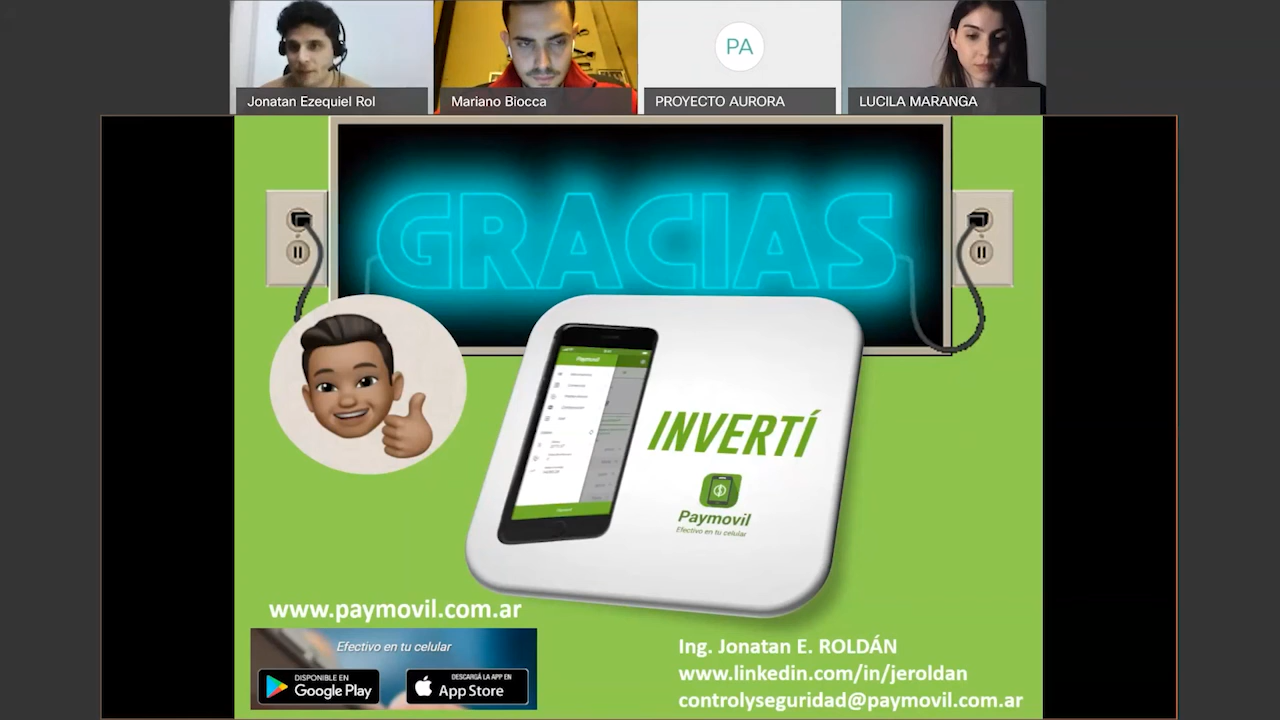 Jonatan Ezequiel Rol
Mariano Biocca
PA
PROYECTO AURORA
LUCILA MARANGA
GRACIAS
Paymovil
INVERTÍ
Paymovil
Efectivo en tu celular
www.paymovil.com.ar
Efectivo en tu celular
DISPONIBLE EN
Google Play
DESCARGÁ LA APP EN
App Store
Ing. Jonatan E. ROLDÁN
www.linkedin.com/in/jeroldan
controlyseguridad@paymovil.com.ar